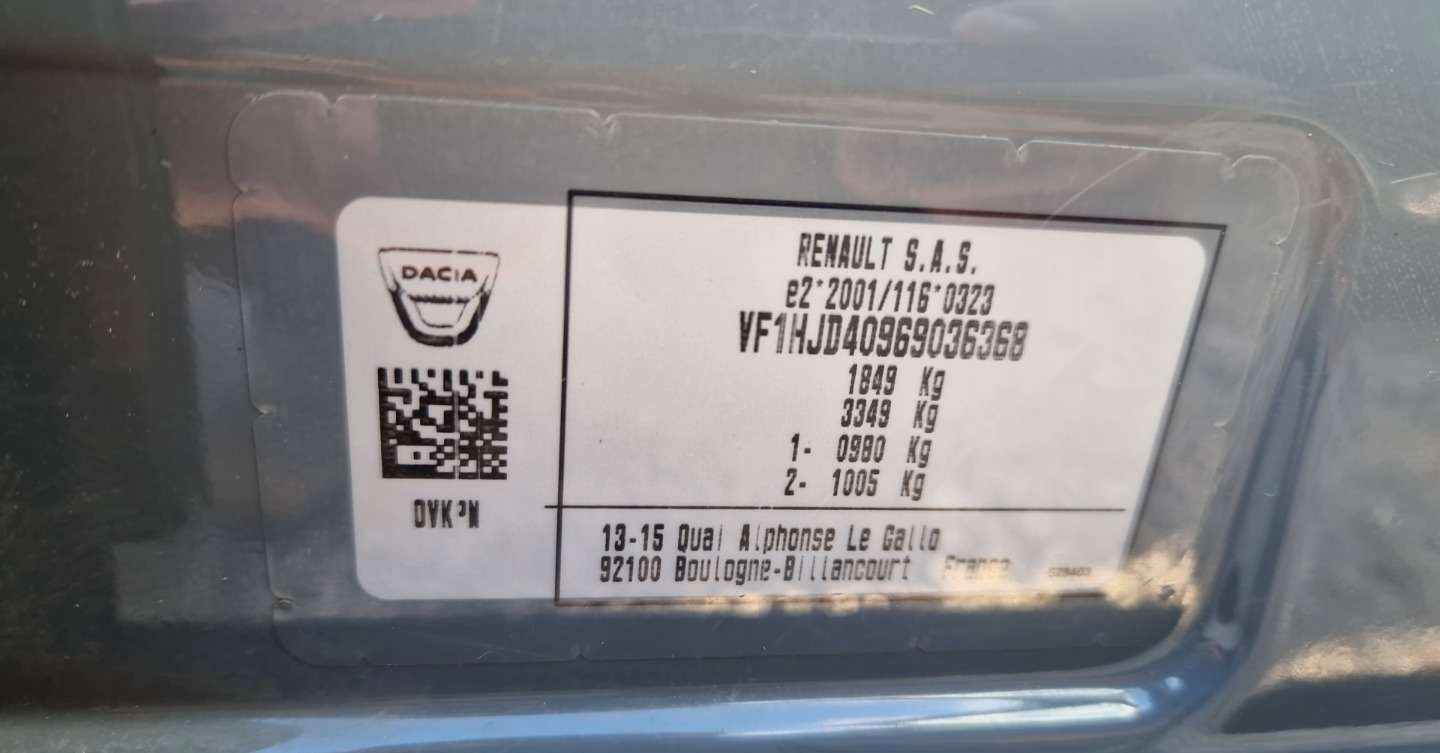 DACIA
RENAULT S.A.S.
e2*2001/116*0323
VF1HJD40969036368
1849 Kg
3349 Kg
1- 0980 Kg
2- 1005 Kg
13-15 Quai Alphonse Le Gallo
92100 Boulogne-Billancourt France